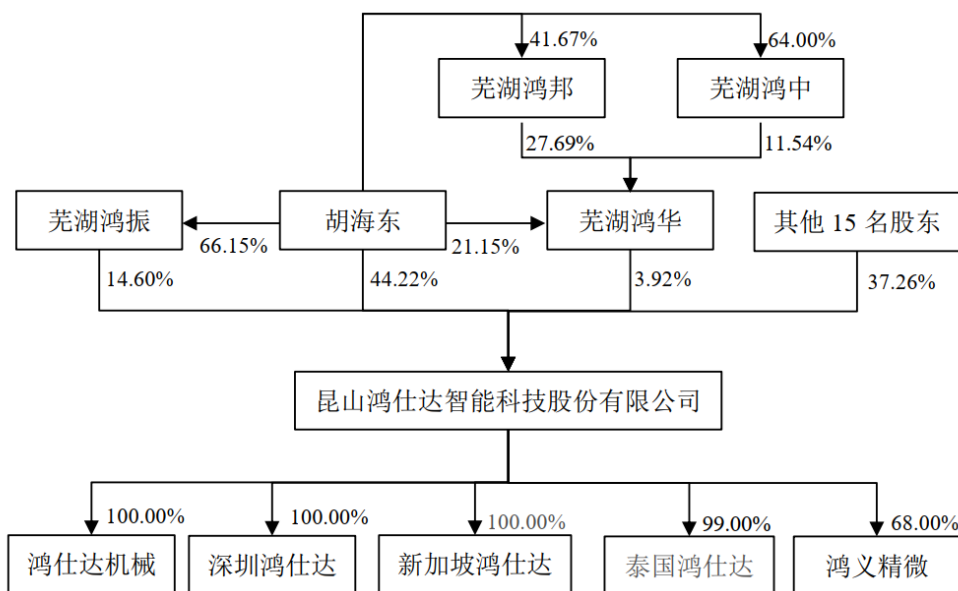 41.67%
64.00%
芜湖鸿邦
芜湖鸿中
27.69%
11.54%
芜湖鸿振
胡海东
芜湖鸿华
其他 15 名股东
66.15%
21.15%
14.60%
44.22%
3.92%
37.26%
昆山鸿仕达智能科技股份有限公司
100.00%
100.00%
100.00%
99.00%
68.00%
鸿仕达机械
深圳鸿仕达
新加坡鸿仕达
泰国鸿仕达
鸿义精微